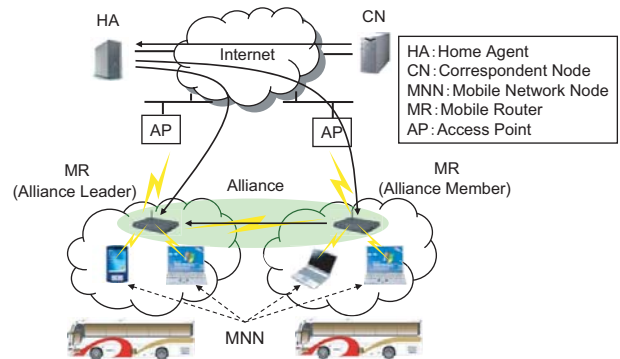 HA
CN
Internet
HA:Home Agent
CN:Correspondent Node
MNN:Mobile Network Node
MR:Mobile Router
AP:Access Point
AP
AP
MR
(Alliance Leader)
Alliance
MR
(Alliance Member)
MNN